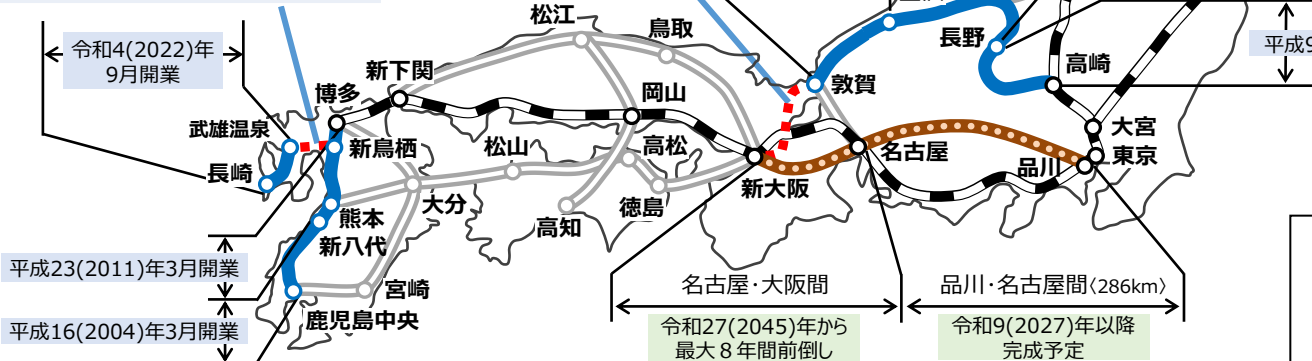 松江
鳥取
令和4(2022)年
9月開業
長野
平成9
新下関
高崎
敦賀
博多
岡山
武雄温泉
大宮
新鳥栖
松山
高松
名古屋
東京
品川
長崎
新大阪
大分
徳島
熊本
高知
新八代
平成23(2011)年3月開業
宮崎
名古屋・大阪間
品川・名古屋間〈286km〉
鹿児島中央
平成16(2004)年3月開業
令和27(2045)年から
最大８年間前倒し
令和9(2027)年以降
完成予定